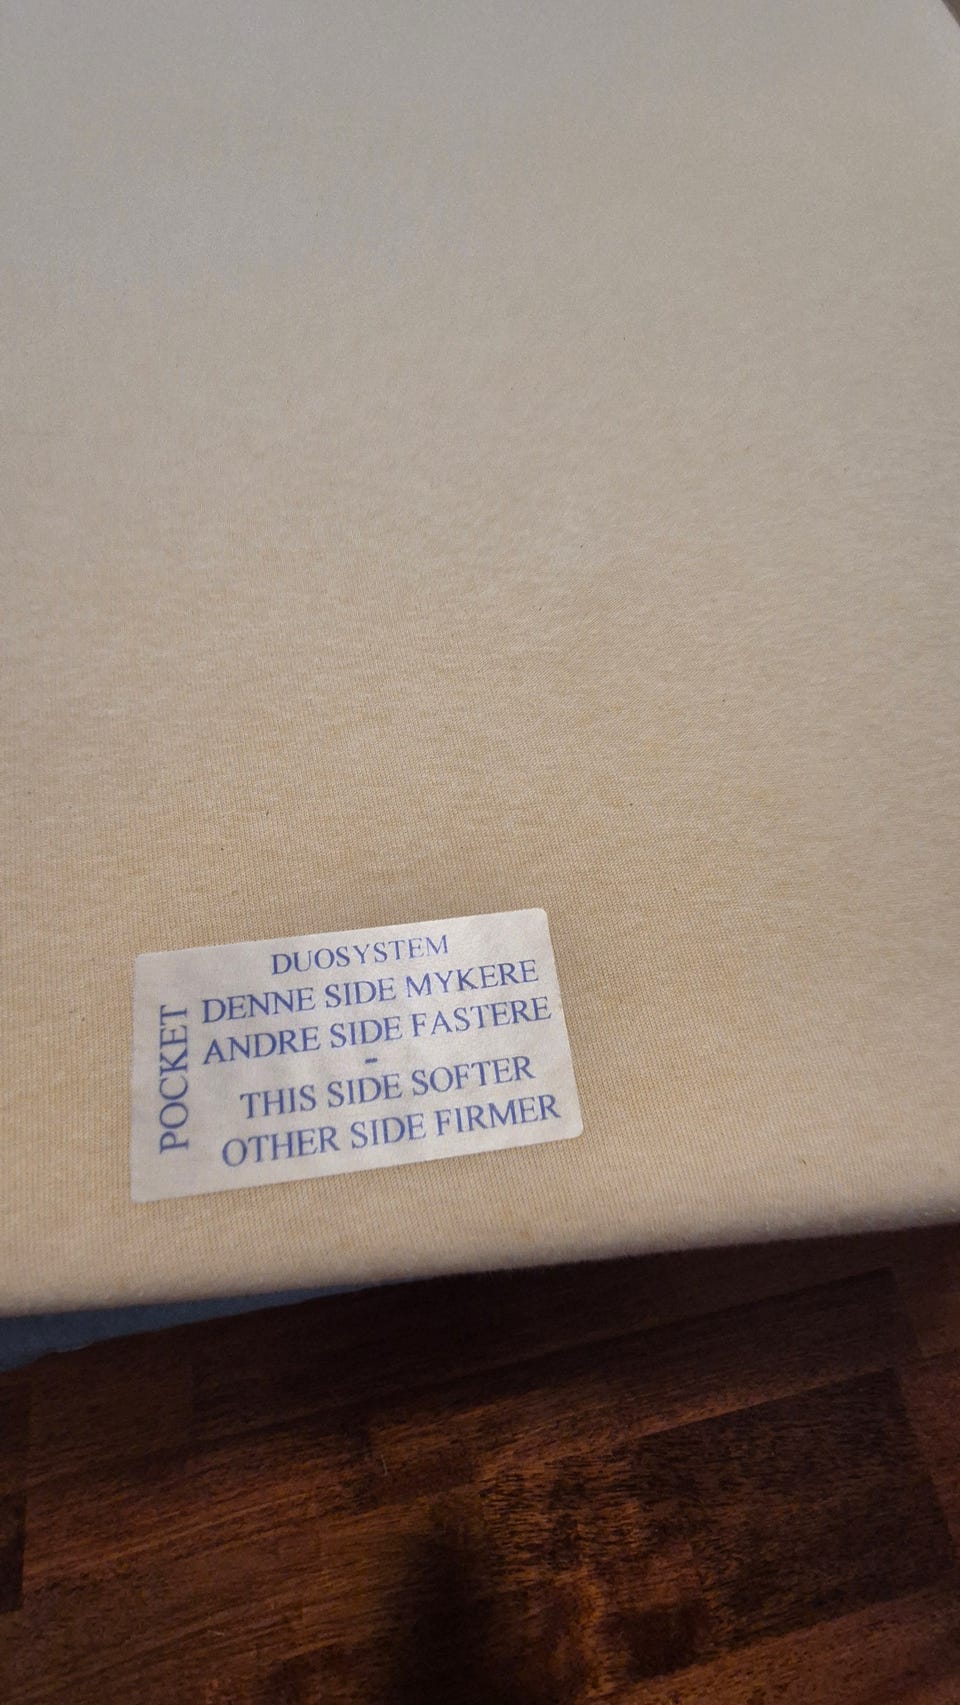 POCKET
DUOSYSTEM
DENNE SIDE MYKERE
ANDRE SIDE FASTERE
-
THIS SIDE SOFTER
OTHER SIDE FIRMER